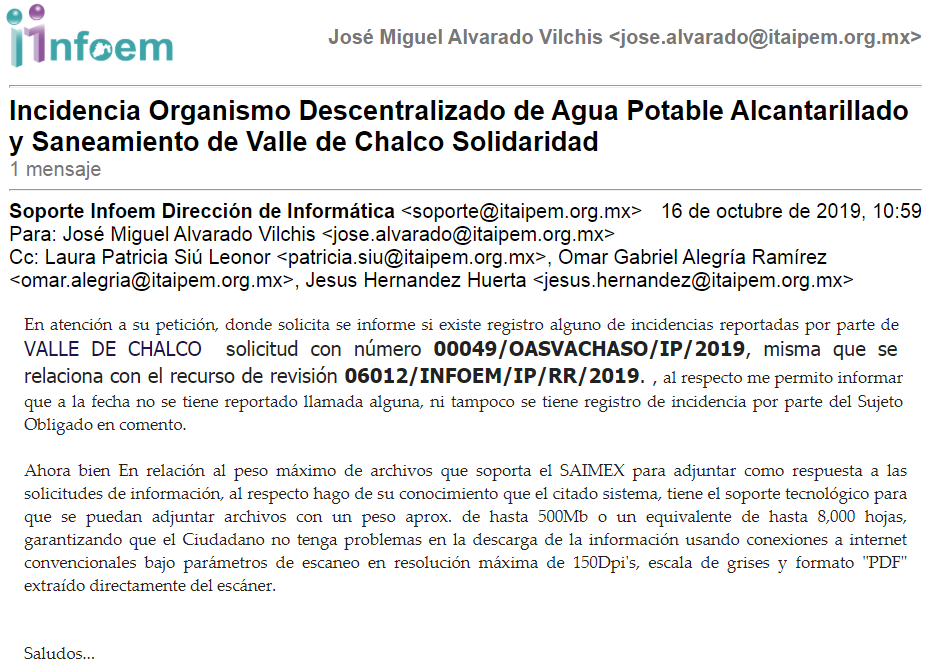 infoem
José Miguel Alvarado Vilchis <jose.alvarado@itaipem.org.mx>
Incidencia Organismo Descentralizado de Agua Potable Alcantarillado
y Saneamiento de Valle de Chalco Solidaridad
1 mensaje
Soporte Infoem Dirección de Informática <soporte@itaipem.org.mx> 16 de octubre de 2019, 10:59
Para: José Miguel Alvarado Vilchis <jose.alvarado@itaipem.org.mx>
Cc: Laura Patricia Siú Leonor <patricia.siu@itaipem.org.mx>, Omar Gabriel Alegría Ramírez
<omar.alegria@itaipem.org.mx>, Jesus Hernandez Huerta <jesus.hernandez@itaipem.org.mx>
En atención a su petición, donde solicita se informe si existe registro alguno de incidencias reportadas por parte de
VALLE DE CHALCO solicitud con número 00049/OASVACHASO/IP/2019, misma que se
relaciona con el recurso de revisión 06012/INFOEM/IP/RR/2019. , al respecto me permito informar
que a la fecha no se tiene reportado llamada alguna, ni tampoco se tiene registro de incidencia por parte del Sujeto
Obligado en comento.
Ahora bien En relación al peso máximo de archivos que soporta el SAIMEX para adjuntar como respuesta a las
solicitudes de información, al respecto hago de su conocimiento que el citado sistema, tiene el soporte tecnológico para
que se puedan adjuntar archivos con un peso aprox. de hasta 500Mb o un equivalente de hasta 8,000 hojas,
garantizando que el Ciudadano no tenga problemas en la descarga de la información usando conexiones a internet
convencionales bajo parámetros de escaneo en resolución máxima de 150Dpi's, escala de grises y formato "PDF"
extraído directamente del escáner.
Saludos...